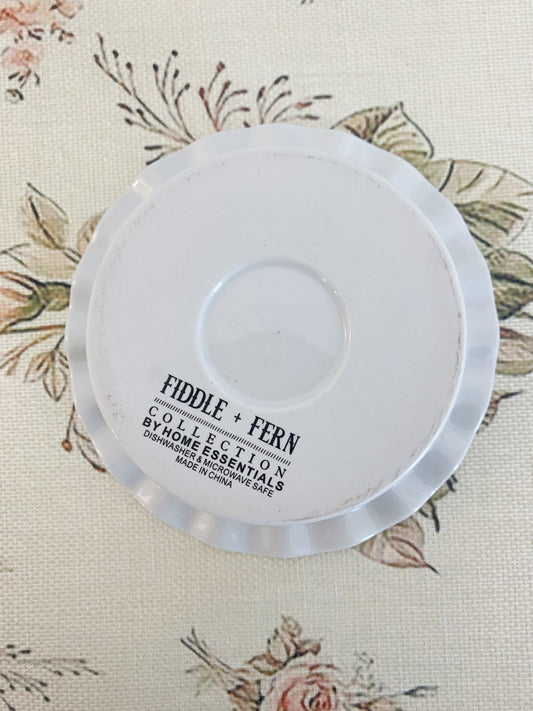 FIDDLE + FERN
COLLECTION
BY HOME ESSENTIALS
DISHWASHER & MICROWAVE SAFE
MADE IN CHINA